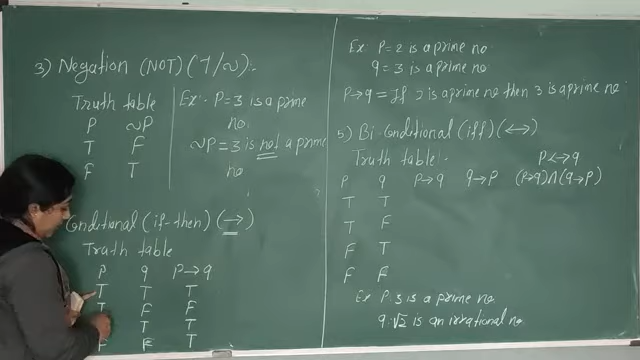 3) Negation (NOT) (7/~):-
Truth table
P ~P
T F
F T
Ex:- P = 3 is a prime
no.
~P = 3 is not a prime
no
Conditional (if-then) (→)
Truth table
P q P→q
T T T
T F F
T T
F F T
Ex: P = 2 is a prime no.
q = 3 is a prime no.
P→q = If 2 is a prime no then 3 is a prime no.
5) Bi-Conditional (iff) (↔)
Truth table:-
P↔q
P q P→q q→P (P→q)∧(q→P)
T T
T F
F T
F F
Ex P: 3 is a prime no.
q: √2 is an irrational no.